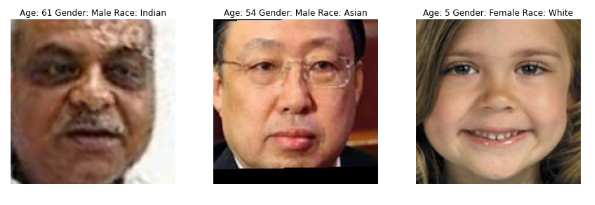 Age: 61 Gender: Male Race: Indian
Age: 54 Gender: Male Race: Asian
Age: 5 Gender: Female Race: White